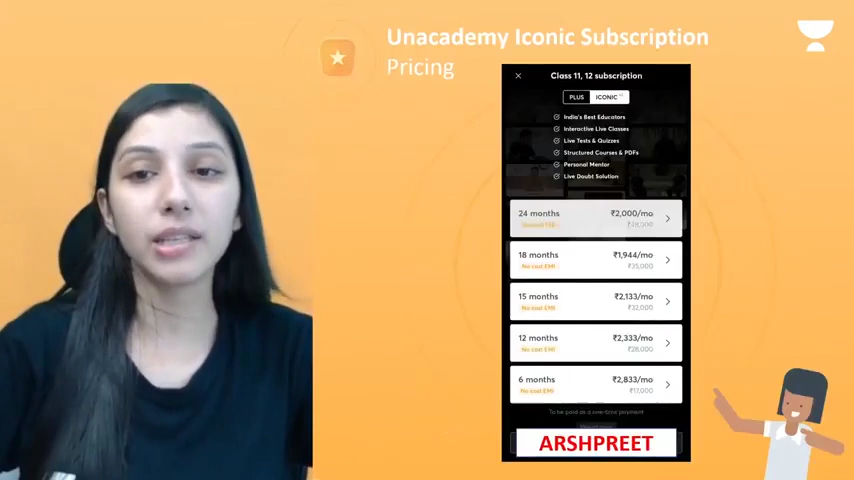 Unacademy Iconic Subscription
Pricing
Class 11, 12 subscription
PLUS ICONIC
India's Best Educators
Interactive Live Classes
Live Tests & Quizzes
Structured Courses & PDFs
Personal Mentor
Live Doubt Solution
24 months ₹2,000/mo
₹48,000
18 months ₹1,944/mo
No cost EMI ₹35,000
15 months ₹2,133/mo
No cost EMI ₹32,000
12 months ₹2,333/mo
No cost EMI ₹28,000
6 months ₹2,833/mo
No cost EMI ₹17,000
To be paid as a one-time payment
ARSHPREET